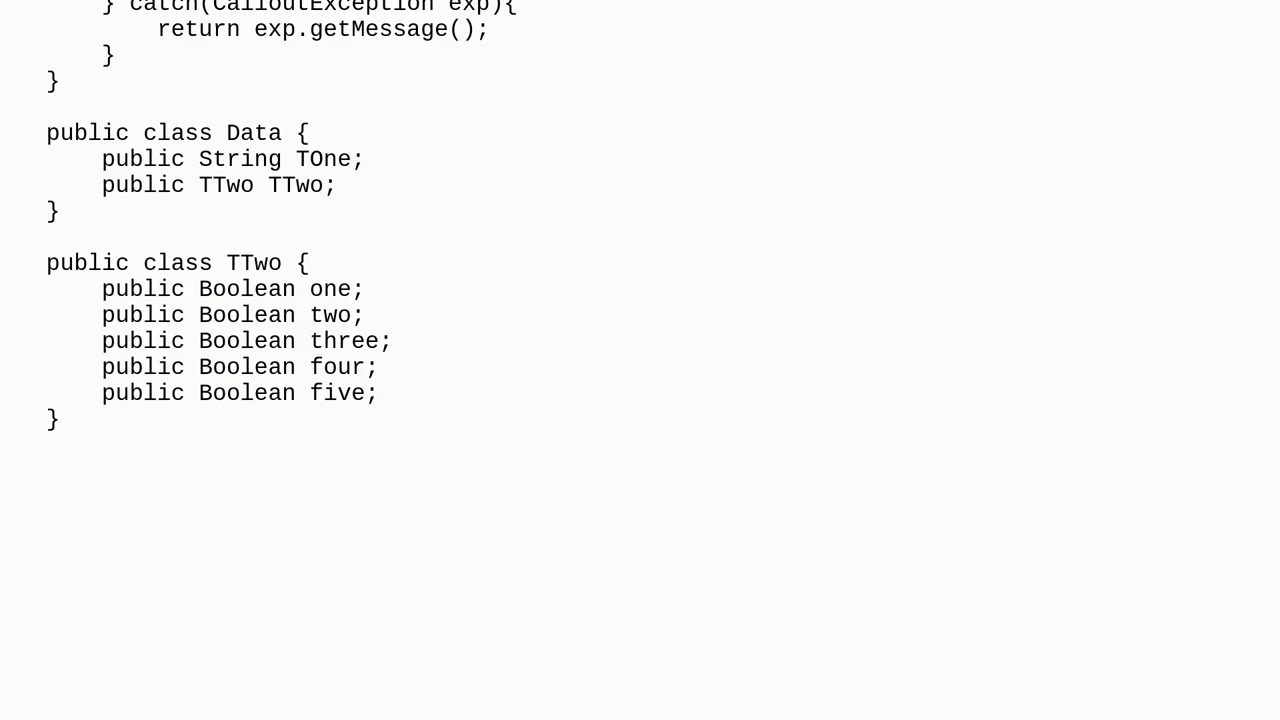 } catch(CalloutException exp){
        return exp.getMessage();
    }
}

public class Data {
    public String TOne;
    public TTwo TTwo;
}

public class TTwo {
    public Boolean one;
    public Boolean two;
    public Boolean three;
    public Boolean four;
    public Boolean five;
}